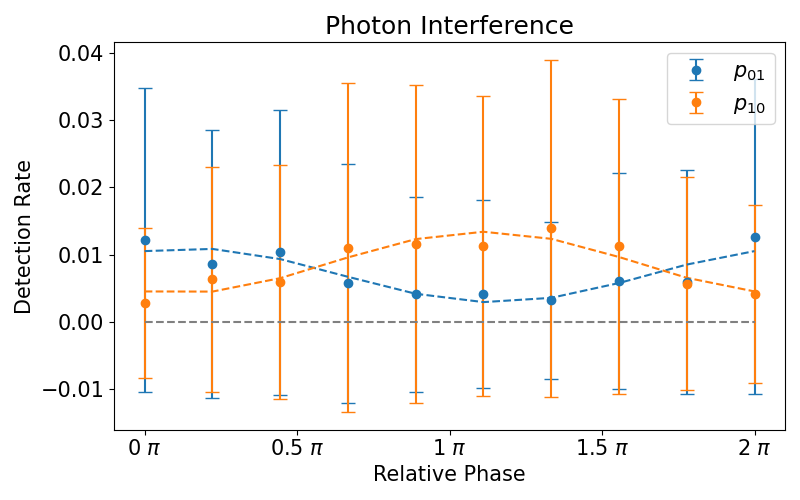 Photon Interference
Detection Rate
0.04
0.03
0.02
0.01
0.00
−0.01
p01
p10
0 π
0.5 π
1 π
1.5 π
2 π
Relative Phase